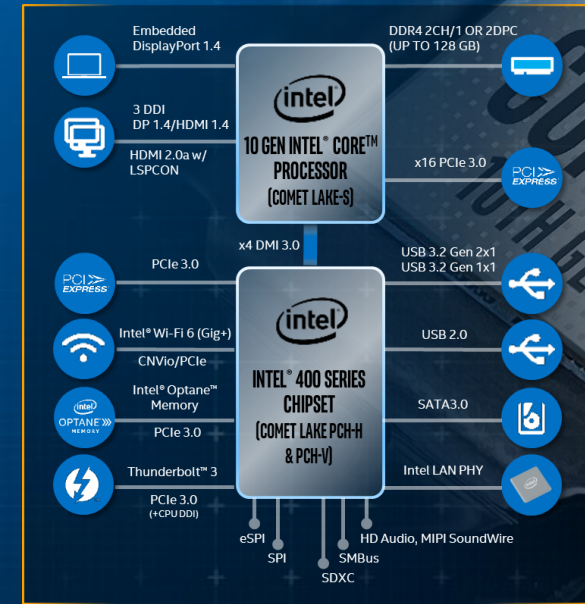 Embedded
DisplayPort 1.4
DDR4 2CH/1 OR 2DPC
(UP TO 128 GB)
intel
3 DDI
DP 1.4/HDMI 1.4
HDMI 2.0a w/
LSPCON
10 GEN INTEL® CORE™
PROCESSOR
(COMET LAKE-S)
x16 PCIe 3.0
PCI
EXPRESS
x4 DMI 3.0
PCIe 3.0
PCI
EXPRESS
USB 3.2 Gen 2x1
USB 3.2 Gen 1x1
intel
Intel® Wi-Fi 6 (Gig+)
CNVio/PCIe
USB 2.0
INTEL® 400 SERIES
CHIPSET
(COMET LAKE PCH-H
& PCH-V)
Intel® Optane™
Memory
PCIe 3.0
intel
OPTANE
MEMORY
SATA3.0
Thunderbolt™ 3
PCIe 3.0
(+CPU DDI)
Intel LAN PHY
intel
eSPI
SPI
SDXC
SMBus
HD Audio, MIPI SoundWire
10TH GE